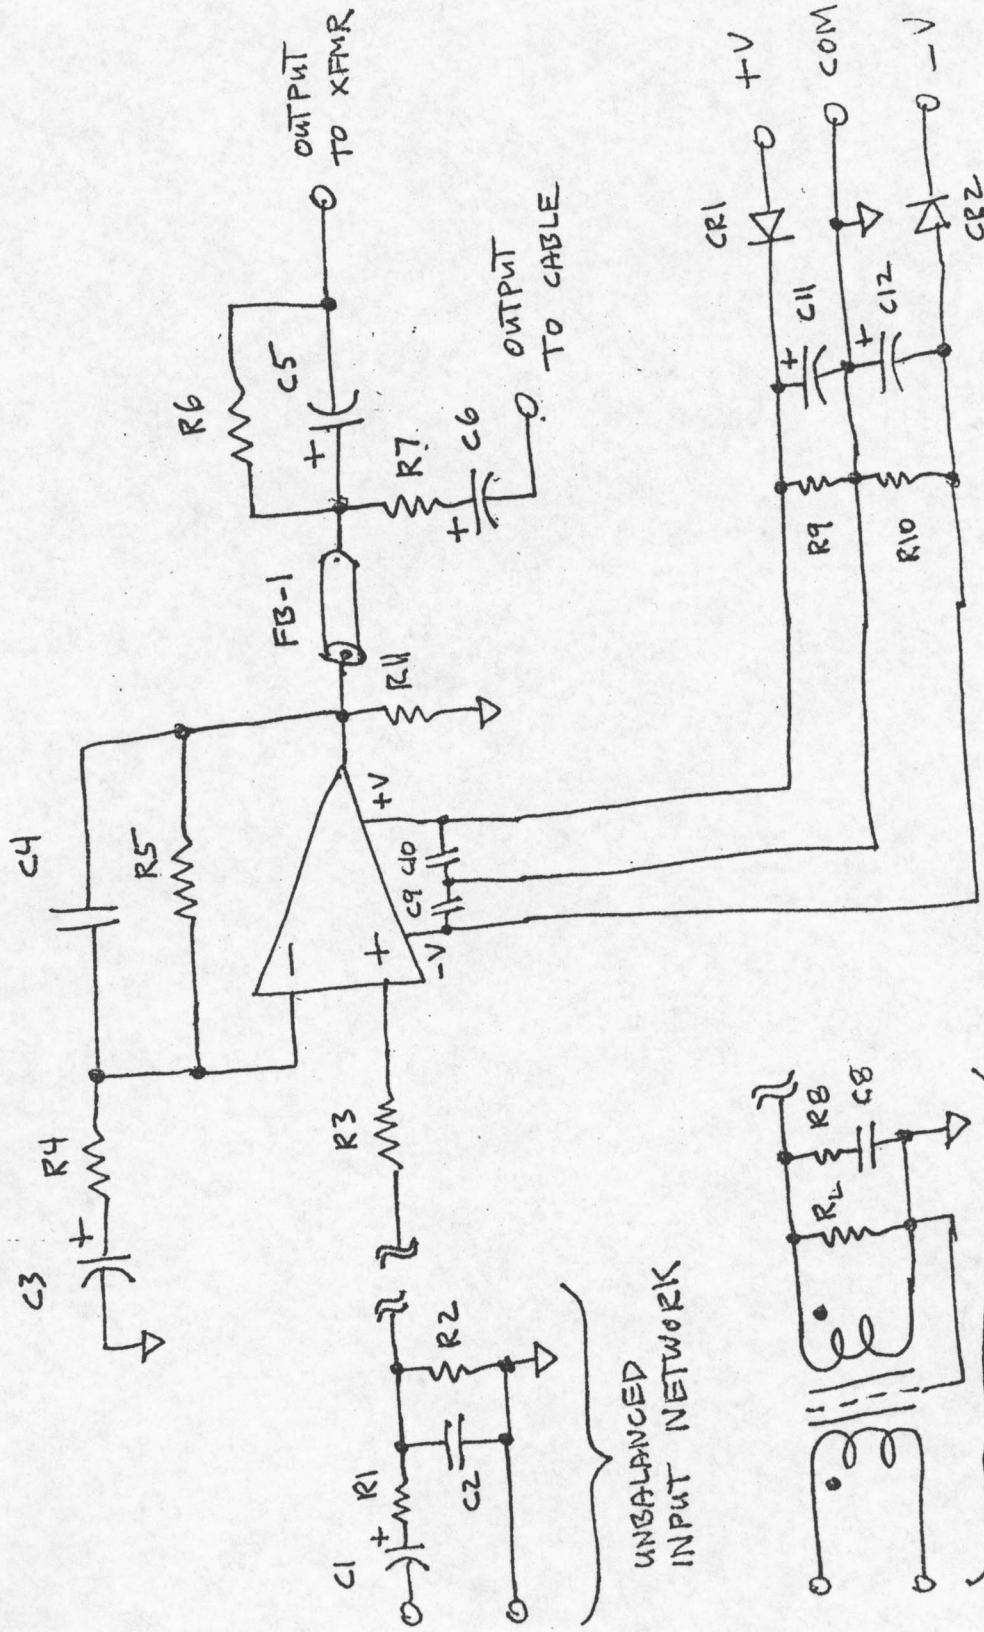 C4
R5
C3
+
R4
R6
C5
+
OUTPUT
TO XFMR
FB-1
R11
R7
+
C6
OUTPUT
TO CABLE
−
+
+V
-V
C9
C10
R3
C1
+
R1
C2
R2
UNBALANCED
INPUT NETWORK
CR1
+V
COM
-V
CR2
+
C11
+
C12
R9
R10
RL
R8
C8